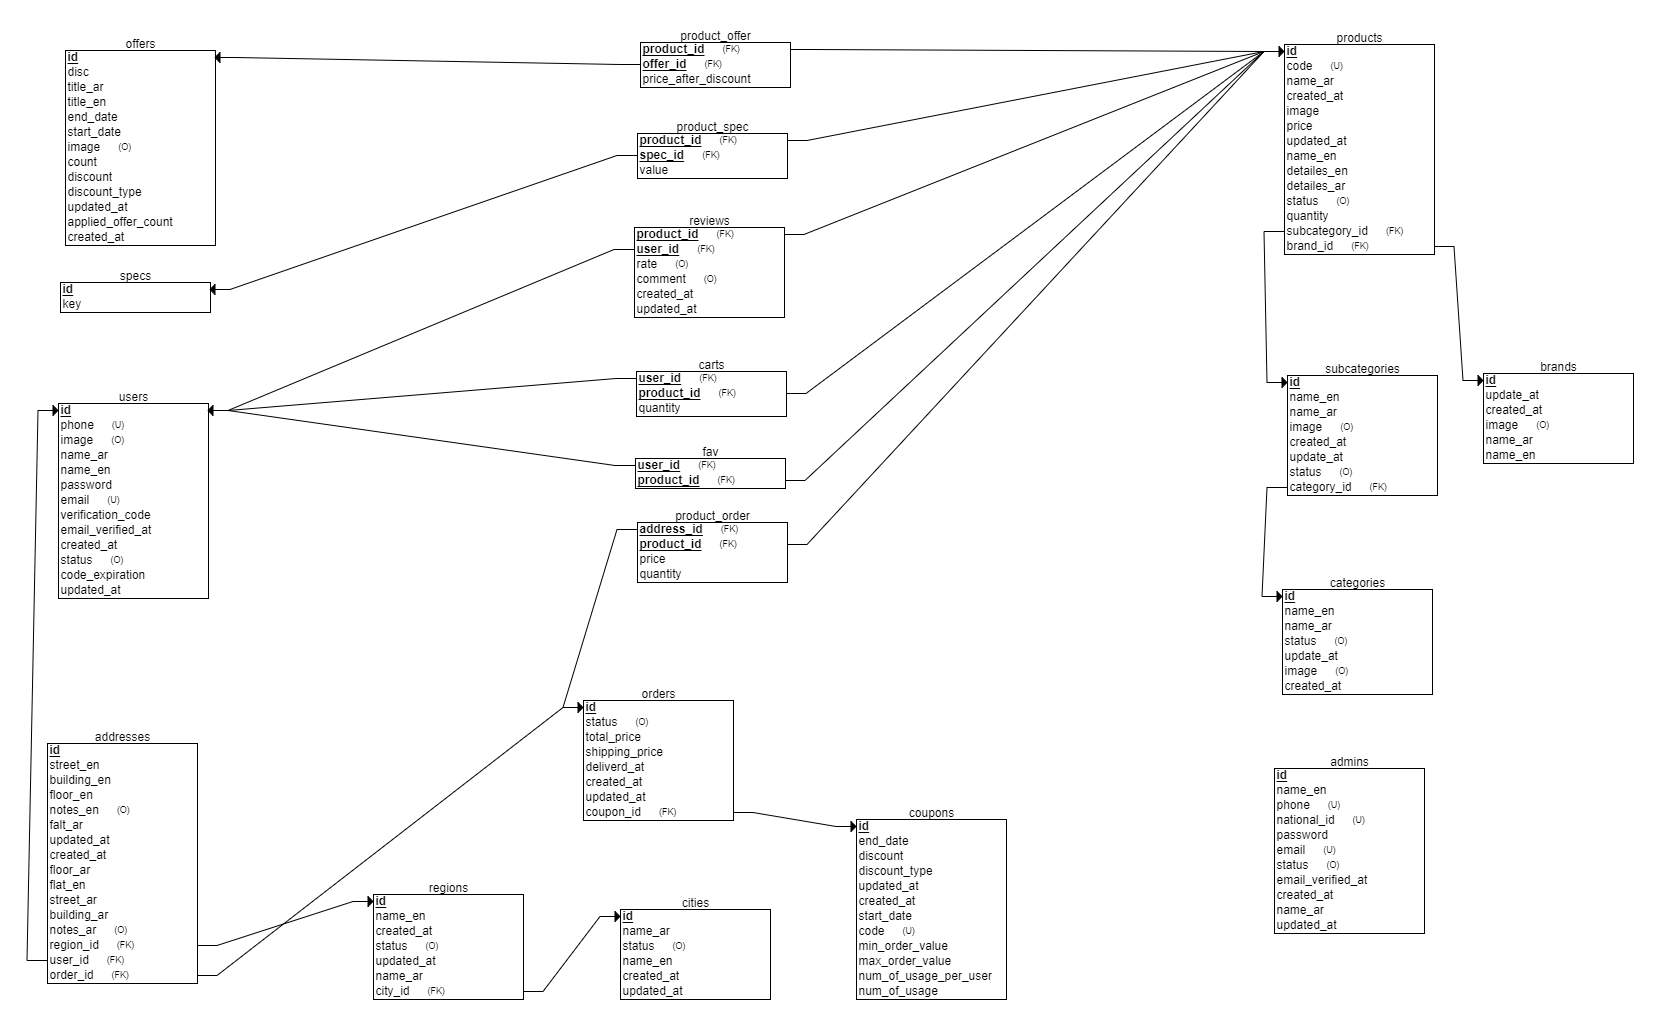 offers
id
disc
title_ar
title_en
end_date
start_date
image (O)
count
discount
discount_type
updated_at
applied_offer_count
created_at
specs
id
key
users
id
phone (U)
image (O)
name_ar
name_en
password
email (U)
verification_code
email_verified_at
created_at
status (O)
code_expiration
updated_at
addresses
id
street_en
building_en
floor_en
notes_en (O)
falt_ar
updated_at
created_at
floor_ar
flat_en
street_ar
building_ar
notes_ar (O)
region_id (FK)
user_id (FK)
order_id (FK)
product_offer
product_id (FK)
offer_id (FK)
price_after_discount
product_spec
product_id (FK)
spec_id (FK)
value
reviews
product_id (FK)
user_id (FK)
rate (O)
comment (O)
created_at
updated_at
carts
user_id (FK)
product_id (FK)
quantity
fav
user_id (FK)
product_id (FK)
product_order
address_id (FK)
product_id (FK)
price
quantity
orders
id
status (O)
total_price
shipping_price
deliverd_at
created_at
updated_at
coupon_id (FK)
regions
id
name_en
created_at
status (O)
updated_at
name_ar
city_id (FK)
cities
id
name_ar
status (O)
name_en
created_at
updated_at
coupons
id
end_date
discount
discount_type
updated_at
created_at
start_date
code (U)
min_order_value
max_order_value
num_of_usage_per_user
num_of_usage
products
id
code (U)
name_ar
created_at
image
price
updated_at
name_en
detailes_en
detailes_ar
status (O)
quantity
subcategory_id (FK)
brand_id (FK)
subcategories
id
name_en
name_ar
image (O)
created_at
update_at
status (O)
category_id (FK)
brands
id
update_at
created_at
image (O)
name_ar
name_en
categories
id
name_en
name_ar
status (O)
update_at
image (O)
created_at
admins
id
name_en
phone (U)
national_id (U)
password
email (U)
status (O)
email_verified_at
created_at
name_ar
updated_at